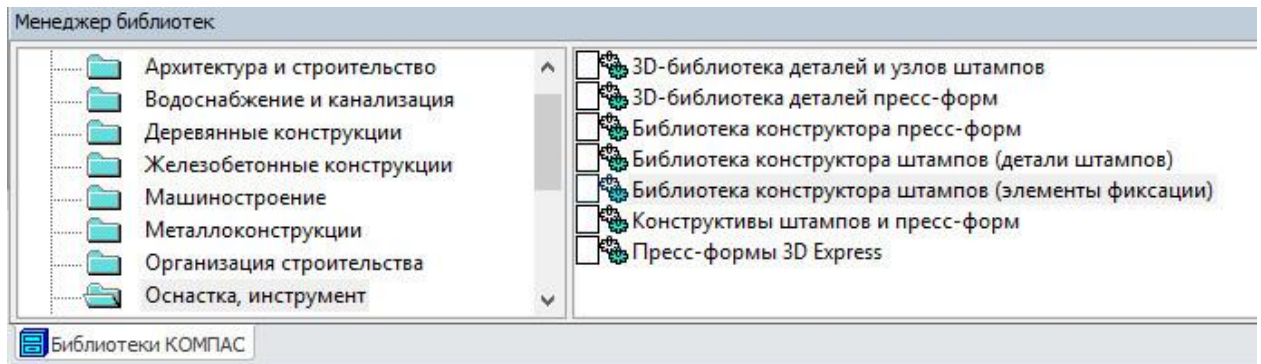 Менеджер библиотек
Архитектура и строительство
Водоснабжение и канализация
Деревянные конструкции
Железобетонные конструкции
Машиностроение
Металлоконструкции
Организация строительства
Оснастка, инструмент
3D-библиотека деталей и узлов штампов
3D-библиотека деталей пресс-форм
Библиотека конструктора пресс-форм
Библиотека конструктора штампов (детали штампов)
Библиотека конструктора штампов (элементы фиксации)
Конструктивы штампов и пресс-форм
Пресс-формы 3D Express
Библиотеки КОМПАС